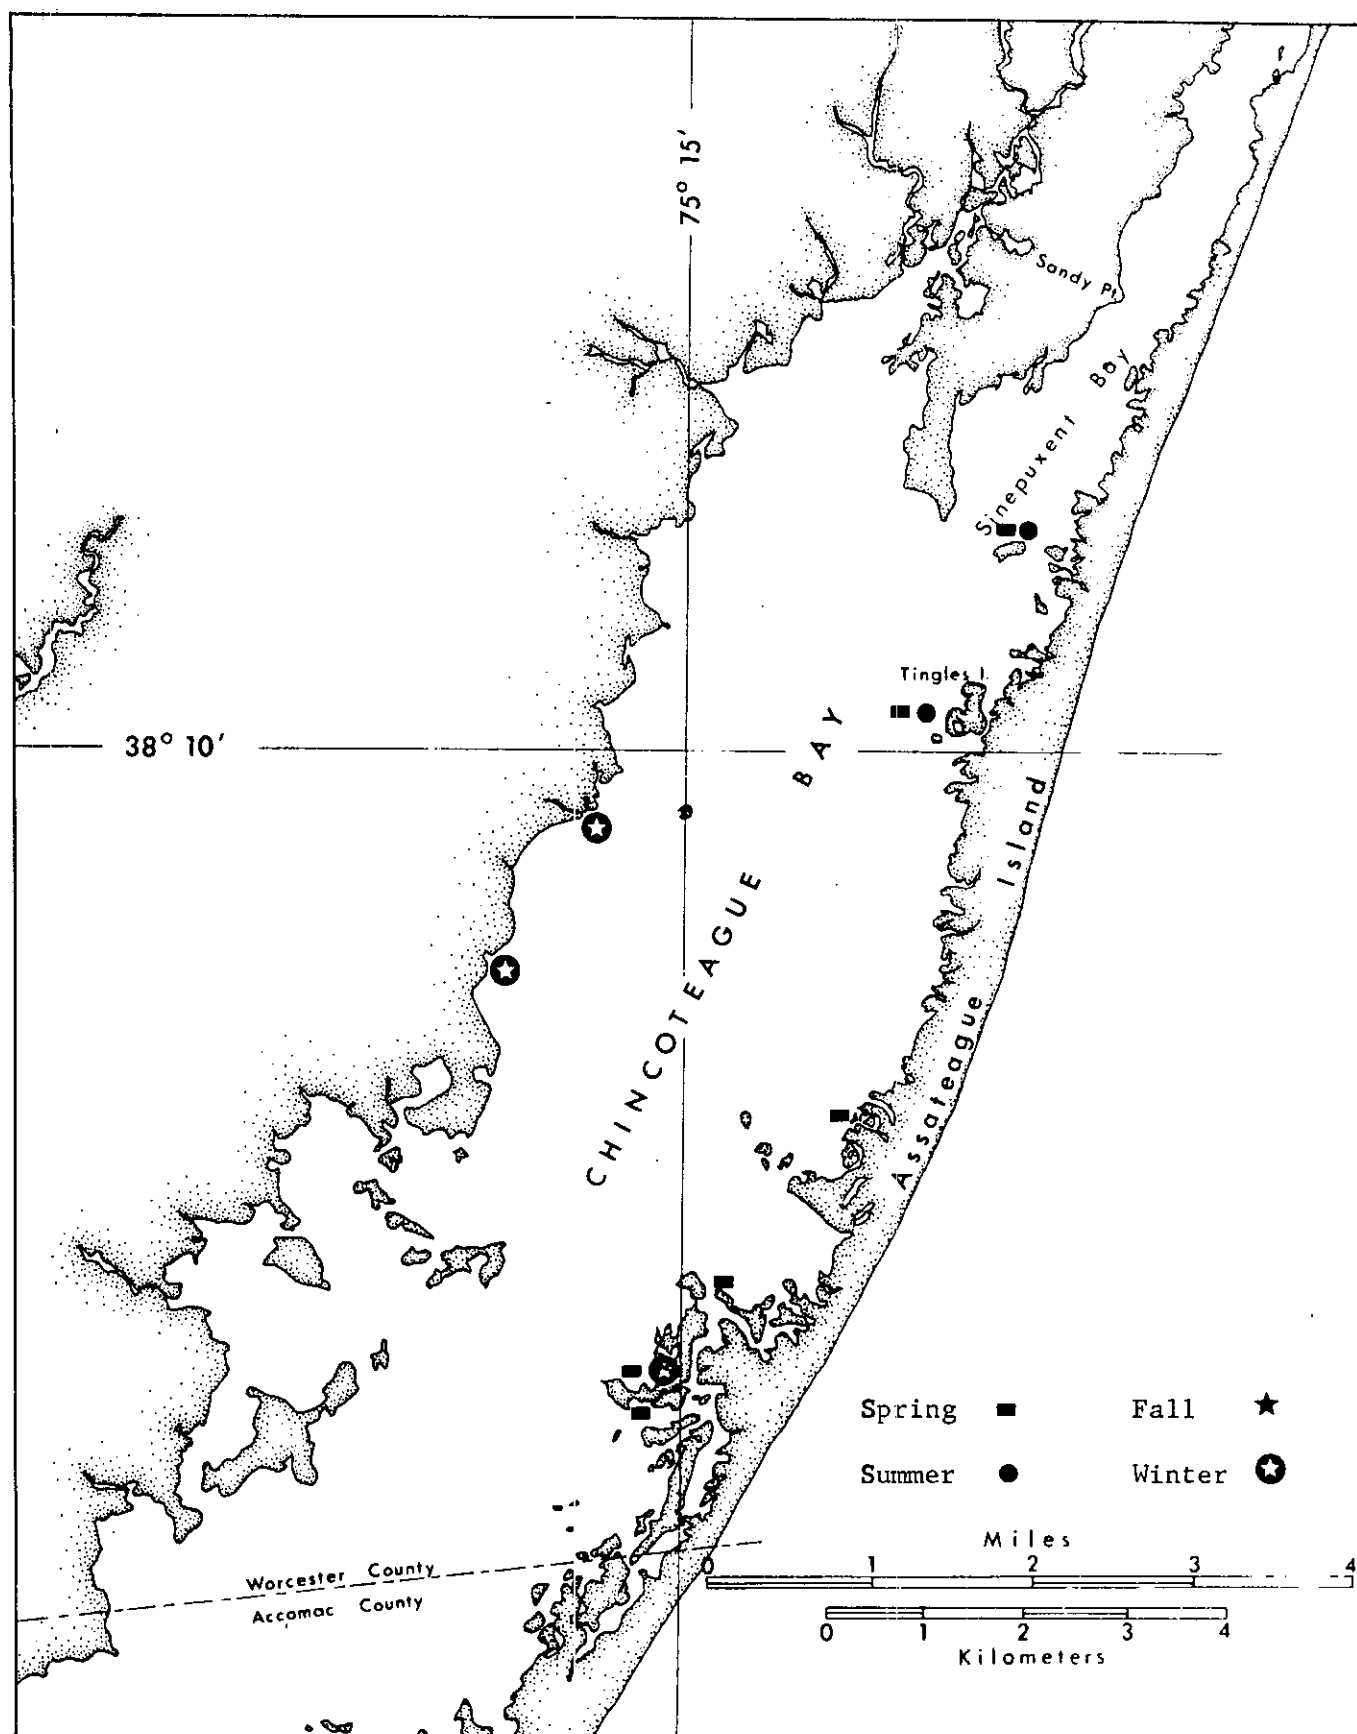 75° 15'
Sandy Pt.
Sinepuxent Bay
Tingles I.
38° 10'
CHINCOTEAGUE BAY
Assateague Island
Spring
Fall
Summer
Winter
Miles
0 1 2 3 4
Worcester County
Accomac County
0 1 2 3 4
Kilometers